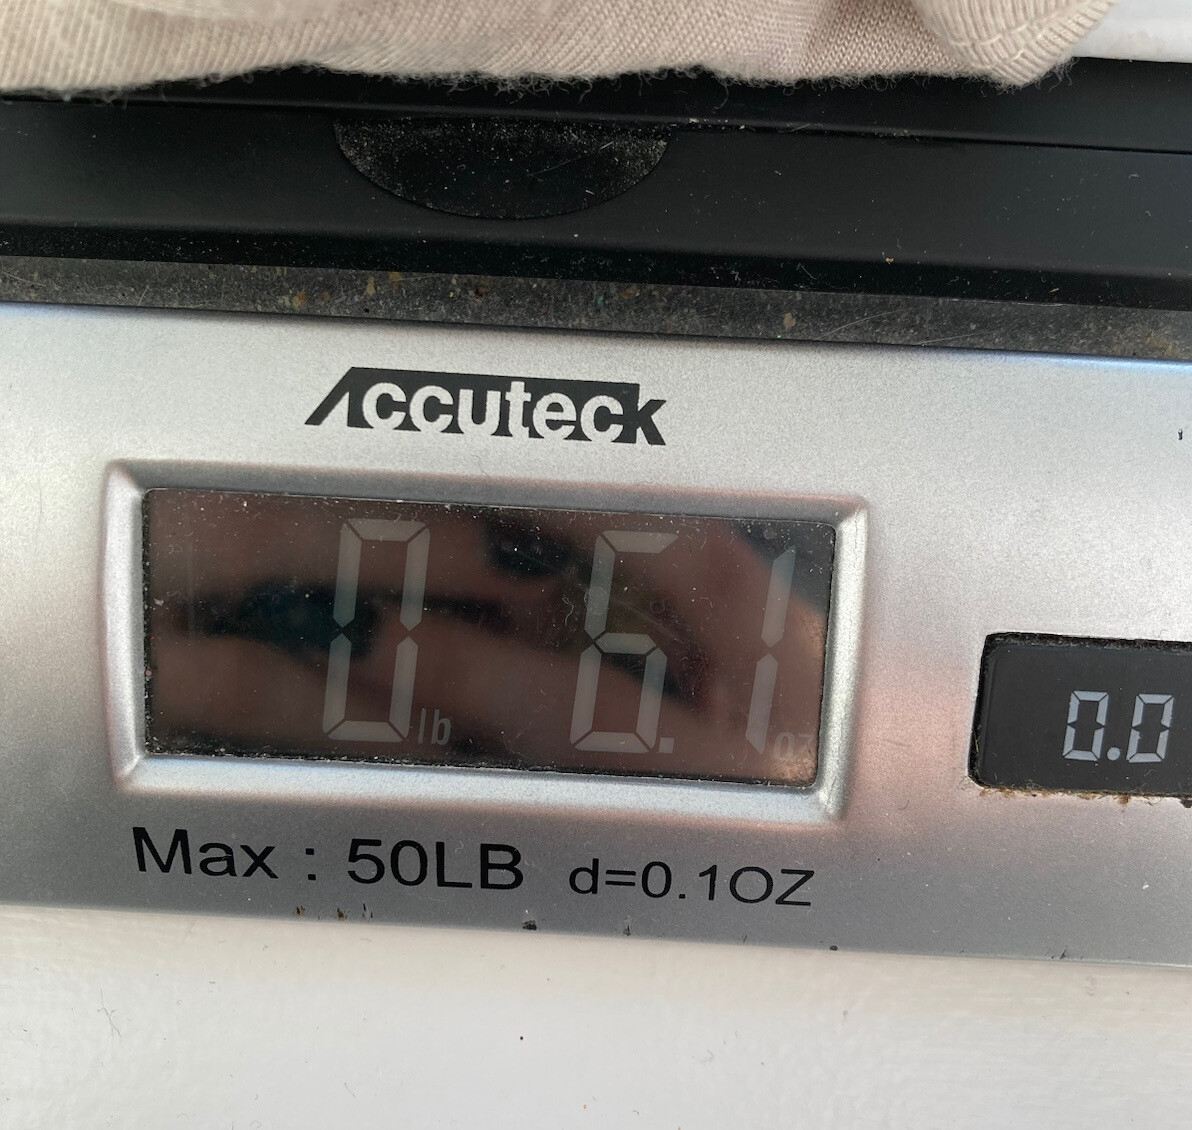 Accuteck
0 lb 6.1 oz
0.0
Max : 50LB d=0.1OZ